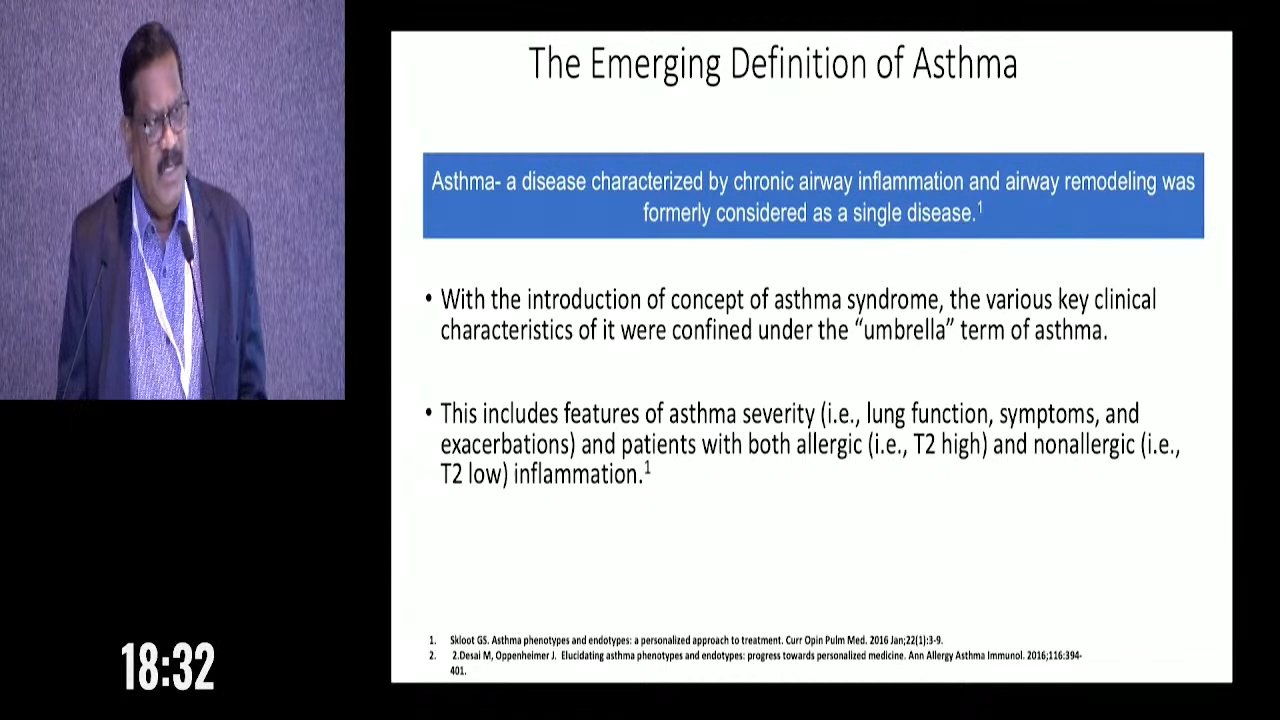 The Emerging Definition of Asthma
Asthma- a disease characterized by chronic airway inflammation and airway remodeling was
formerly considered as a single disease.1
• With the introduction of concept of asthma syndrome, the various key clinical
characteristics of it were confined under the “umbrella” term of asthma.
• This includes features of asthma severity (i.e., lung function, symptoms, and
exacerbations) and patients with both allergic (i.e., T2 high) and nonallergic (i.e.,
T2 low) inflammation.1
1. Skloot GS. Asthma phenotypes and endotypes: a personalized approach to treatment. Curr Opin Pulm Med. 2016 Jan;22(1):3-9.
2. 2.Desai M, Oppenheimer J. Elucidating asthma phenotypes and endotypes: progress towards personalized medicine. Ann Allergy Asthma Immunol. 2016;116:394-
401.
18:32